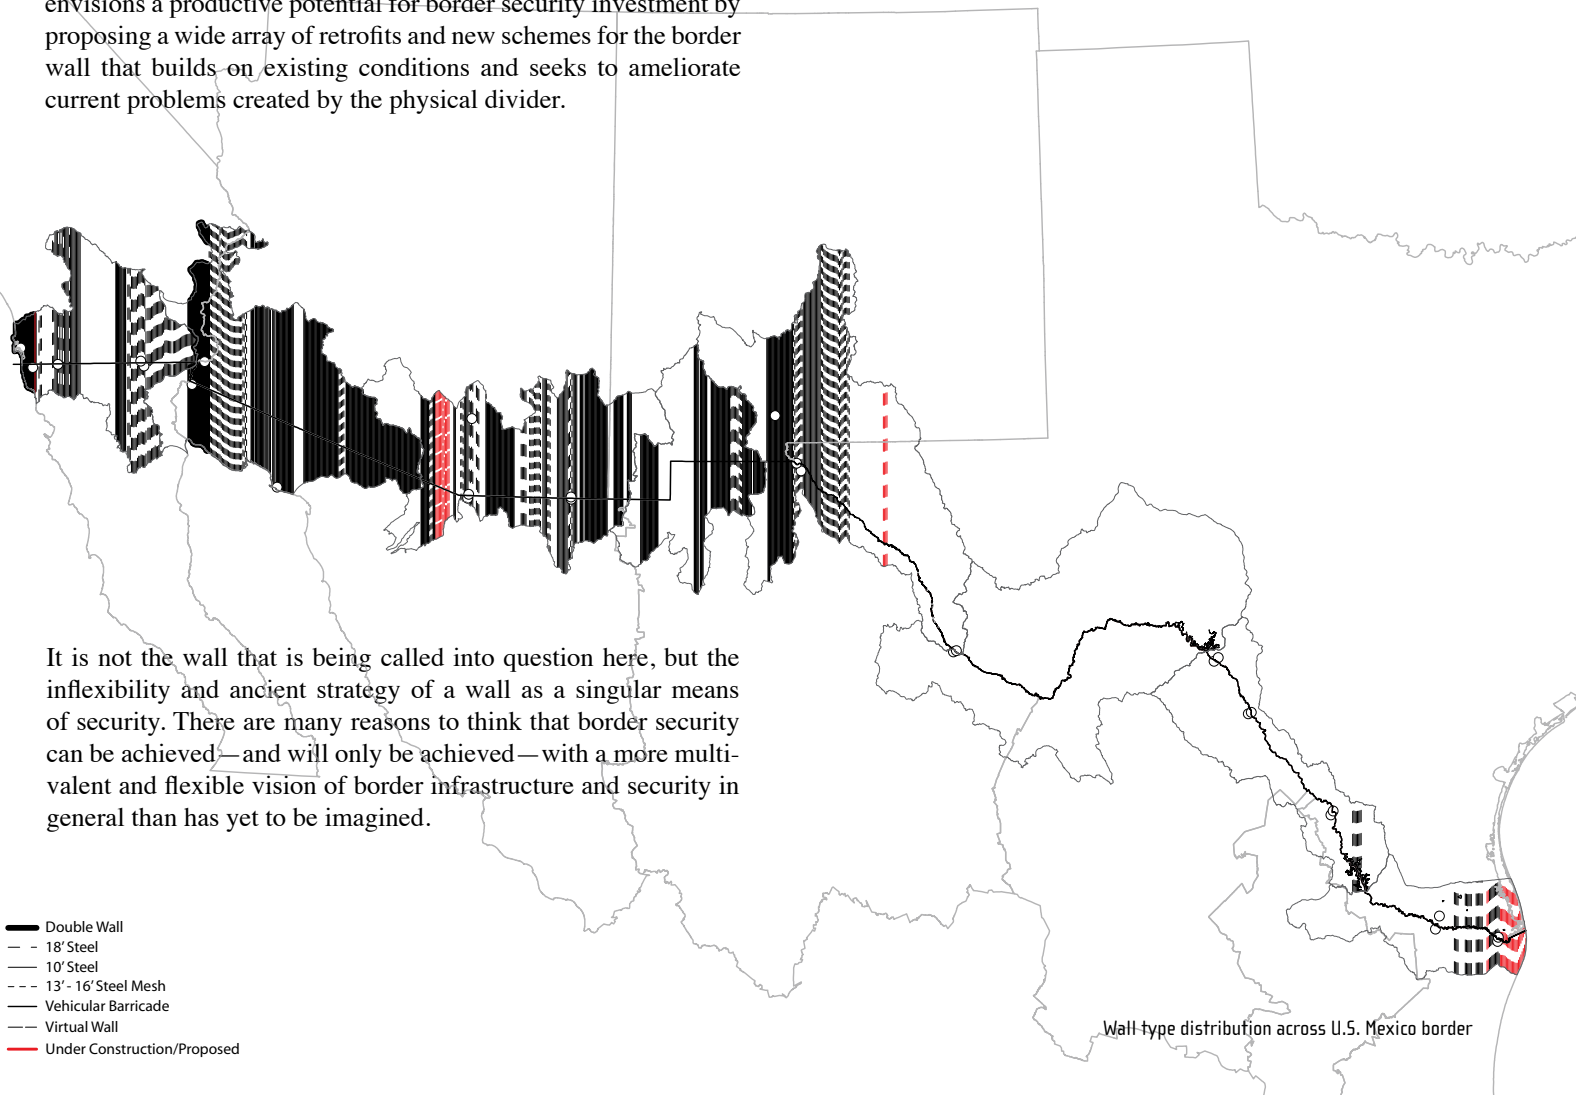 envisions a productive potential for border security investment by
proposing a wide array of retrofits and new schemes for the border
wall that builds on existing conditions and seeks to ameliorate
current problems created by the physical divider.
It is not the wall that is being called into question here, but the
inflexibility and ancient strategy of a wall as a singular means
of security. There are many reasons to think that border security
can be achieved—and will only be achieved—with a more multi-
valent and flexible vision of border infrastructure and security in
general than has yet to be imagined.
Double Wall
18' Steel
10' Steel
13' - 16' Steel Mesh
Vehicular Barricade
Virtual Wall
Under Construction/Proposed
Wall type distribution across U.S. Mexico border